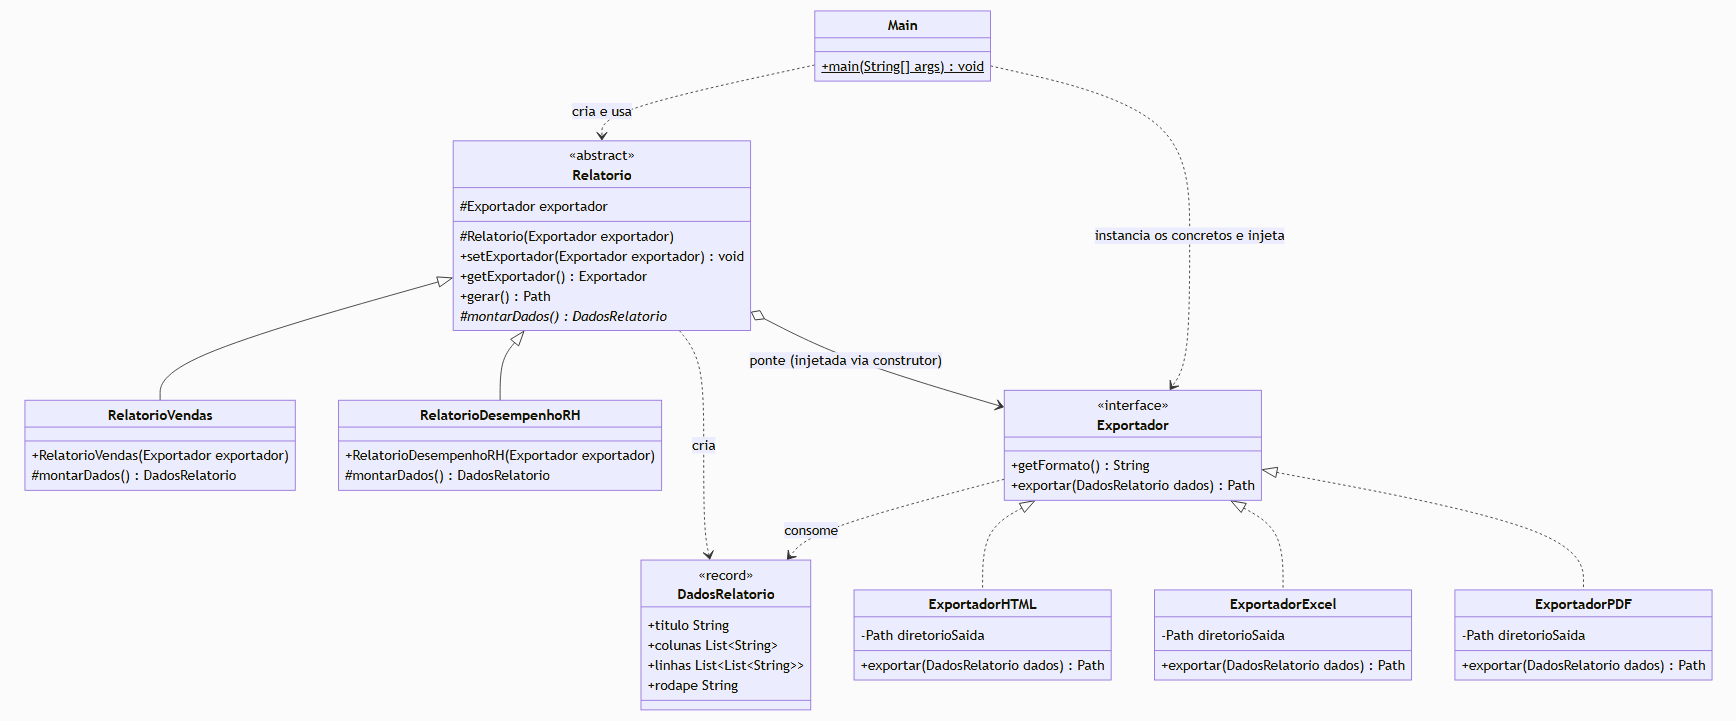 Main
+main(String[] args) : void
cria e usa
«abstract»
Relatorio
#Exportador exportador
#Relatorio(Exportador exportador)
+setExportador(Exportador exportador) : void
+getExportador() : Exportador
+gerar() : Path
#montarDados() : DadosRelatorio
instancia os concretos e injeta
ponte (injetada via construtor)
RelatorioVendas
+RelatorioVendas(Exportador exportador)
#montarDados() : DadosRelatorio
RelatorioDesempenhoRH
+RelatorioDesempenhoRH(Exportador exportador)
#montarDados() : DadosRelatorio
cria
«interface»
Exportador
+getFormato() : String
+exportar(DadosRelatorio dados) : Path
consome
«record»
DadosRelatorio
+titulo String
+colunas List<String>
+linhas List<List<String>>
+rodape String
ExportadorHTML
-Path diretorioSaida
+exportar(DadosRelatorio dados) : Path
ExportadorExcel
-Path diretorioSaida
+exportar(DadosRelatorio dados) : Path
ExportadorPDF
-Path diretorioSaida
+exportar(DadosRelatorio dados) : Path